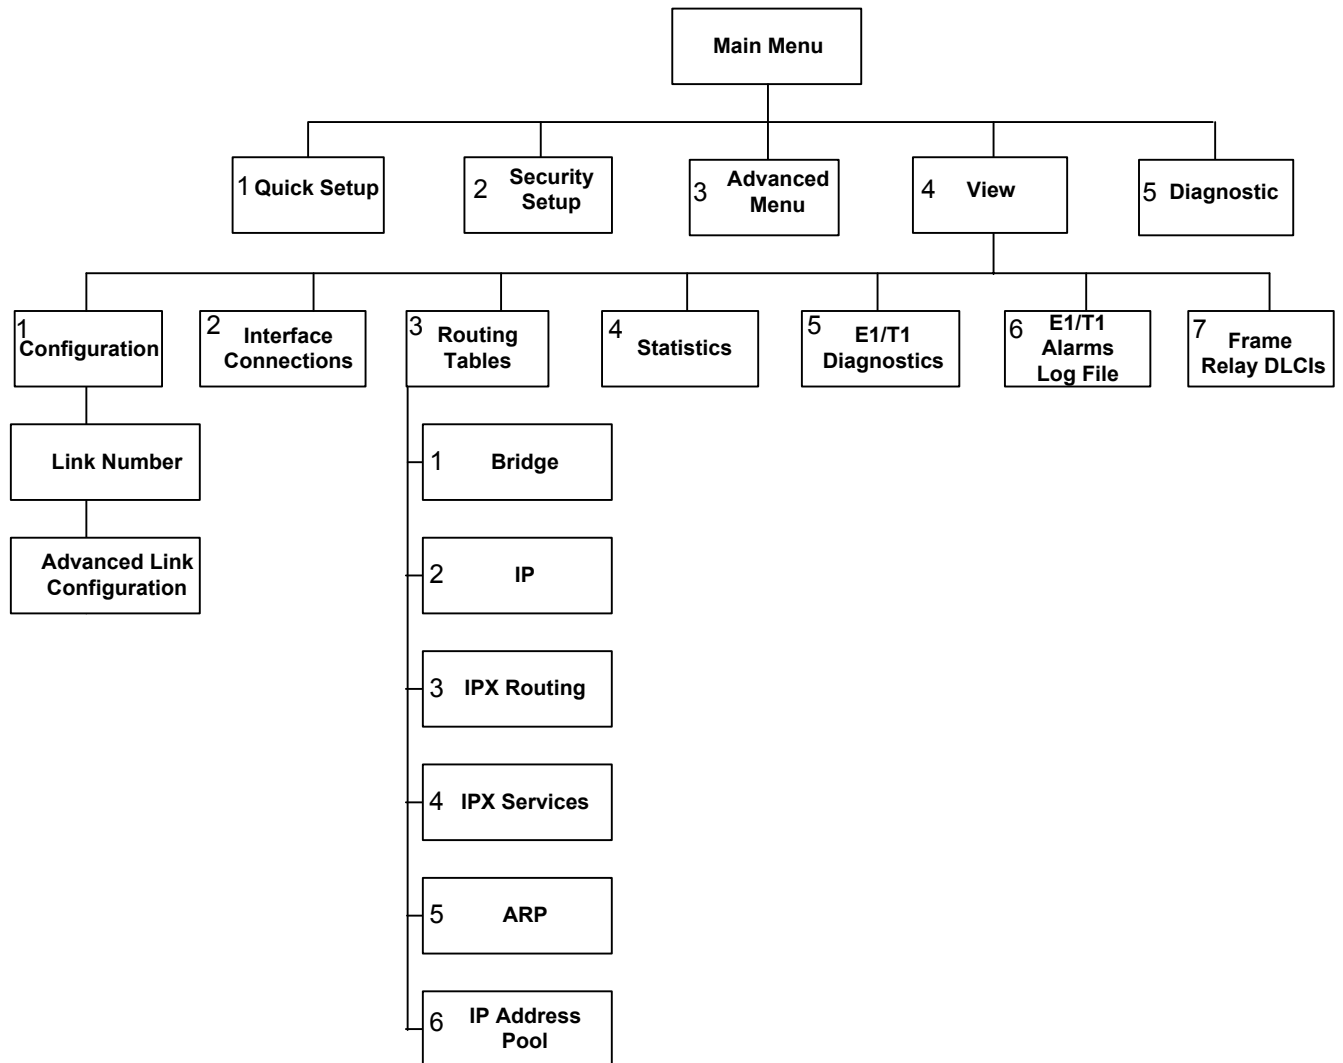 Main Menu
1 Quick Setup
2 Security
Setup
3 Advanced
Menu
4 View
5 Diagnostic
1
Configuration
2 Interface
Connections
3 Routing
Tables
4 Statistics
5 E1/T1
Diagnostics
6 E1/T1
Alarms
Log File
7 Frame
Relay DLCIs
Link Number
Advanced Link
Configuration
1 Bridge
2 IP
3 IPX Routing
4 IPX Services
5 ARP
6 IP Address
Pool